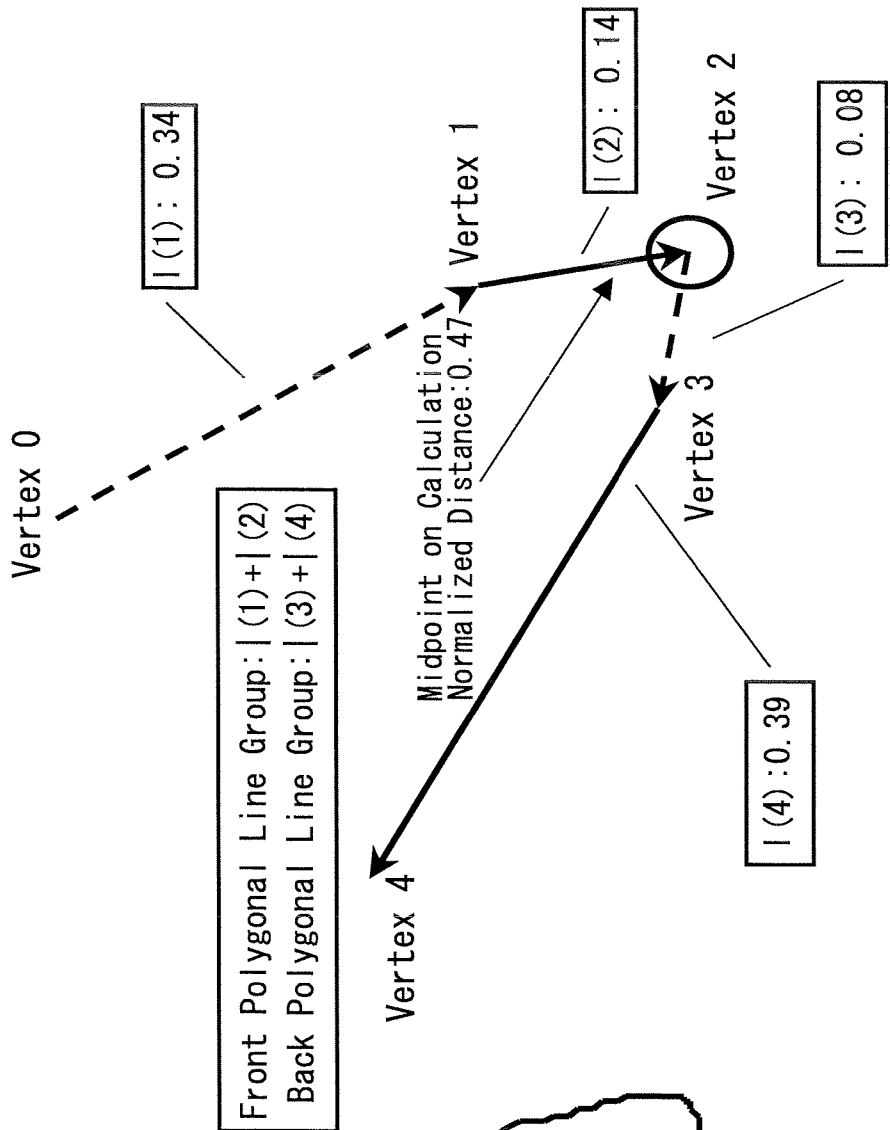 Vertex 0
l(1): 0.34
Vertex 1
l(2): 0.14
Vertex 2
l(3): 0.08
Front Polygonal Line Group:l(1)+l(2)
Back Polygonal Line Group:l(3)+l(4)
Midpoint on Calculation
Normalized Distance:0.47
Vertex 3
l(4):0.39
Vertex 4